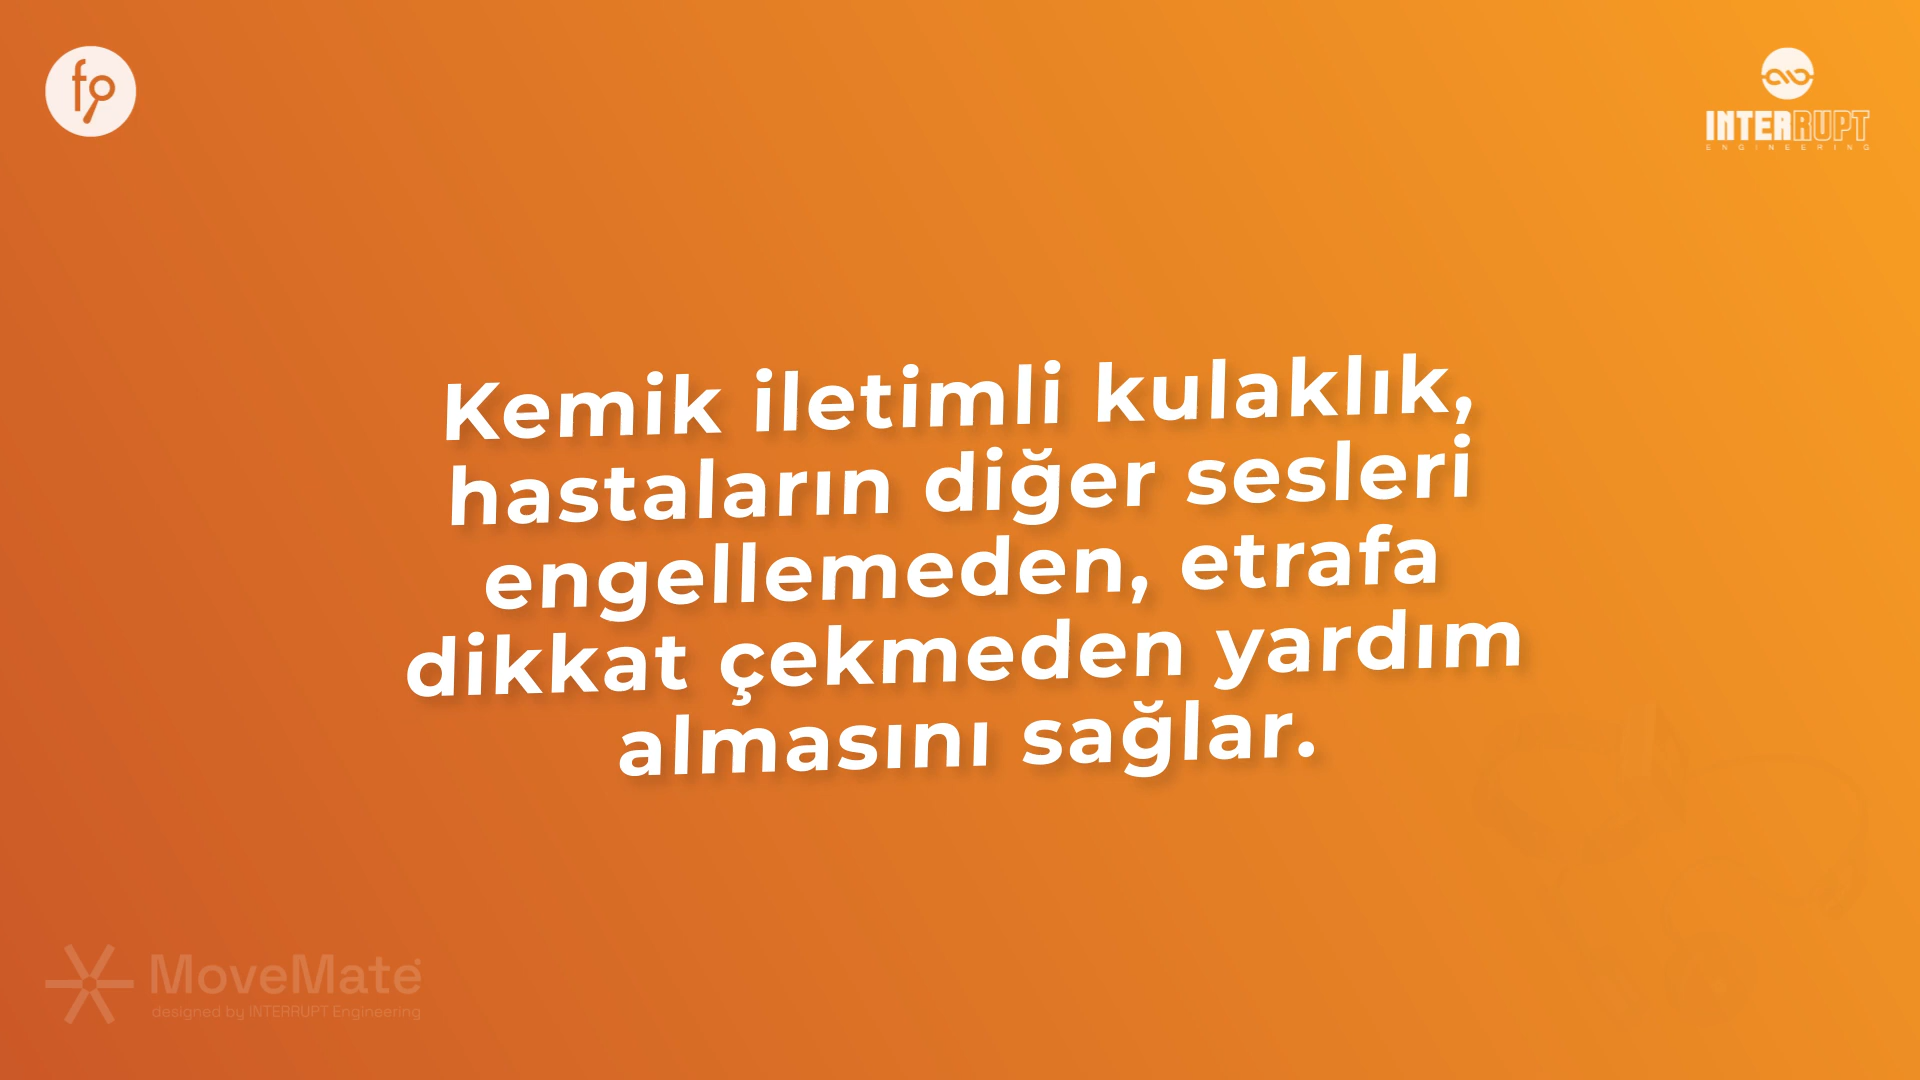 fp
INTERRUPT
ENGINEERING
Kemik iletimli kulaklık,
hastaların diğer sesleri
engellemeden, etrafa
dikkat çekmeden yardım
almasını sağlar.
MoveMate
designed by INTERRUPT Engineering